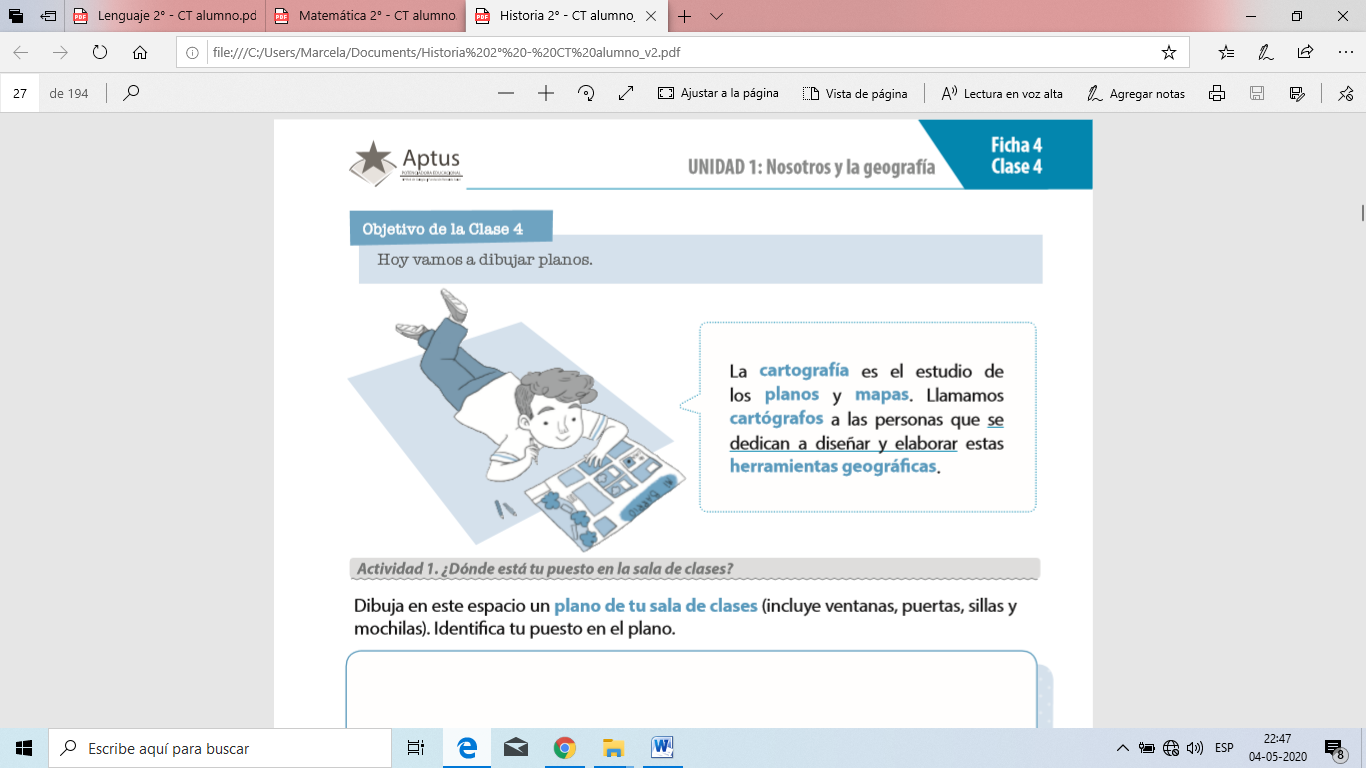 Lenguaje 2° - CT alumno.pd
Matemática 2° - CT alumno.
Historia 2° - CT alumno_
file:///C:/Users/Marcela/Documents/Historia%202°%20-%20CT%20alumno_v2.pdf
27 de 194
Ajustar a la página
Vista de página
Lectura en voz alta
Agregar notas
Aptus
UNIDAD 1: Nosotros y la geografía
Ficha 4
Clase 4
Objetivo de la Clase 4
Hoy vamos a dibujar planos.
La cartografía es el estudio de
los planos y mapas. Llamamos
cartógrafos a las personas que se
dedican a diseñar y elaborar estas
herramientas geográficas.
MI BARRIO
Actividad 1. ¿Dónde está tu puesto en la sala de clases?
Dibuja en este espacio un plano de tu sala de clases (incluye ventanas, puertas, sillas y
mochilas). Identifica tu puesto en el plano.
Escribe aquí para buscar
ESP
22:47
04-05-2020
8